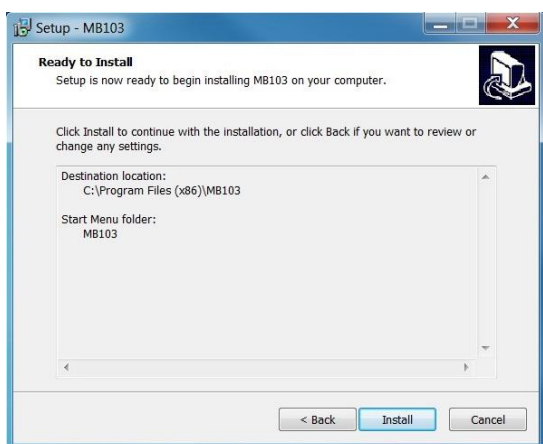 Setup - MB103
Ready to Install
Setup is now ready to begin installing MB103 on your computer.
Click Install to continue with the installation, or click Back if you want to review or
change any settings.
Destination location:
C:\Program Files (x86)\MB103
Start Menu folder:
MB103
< Back
Install
Cancel